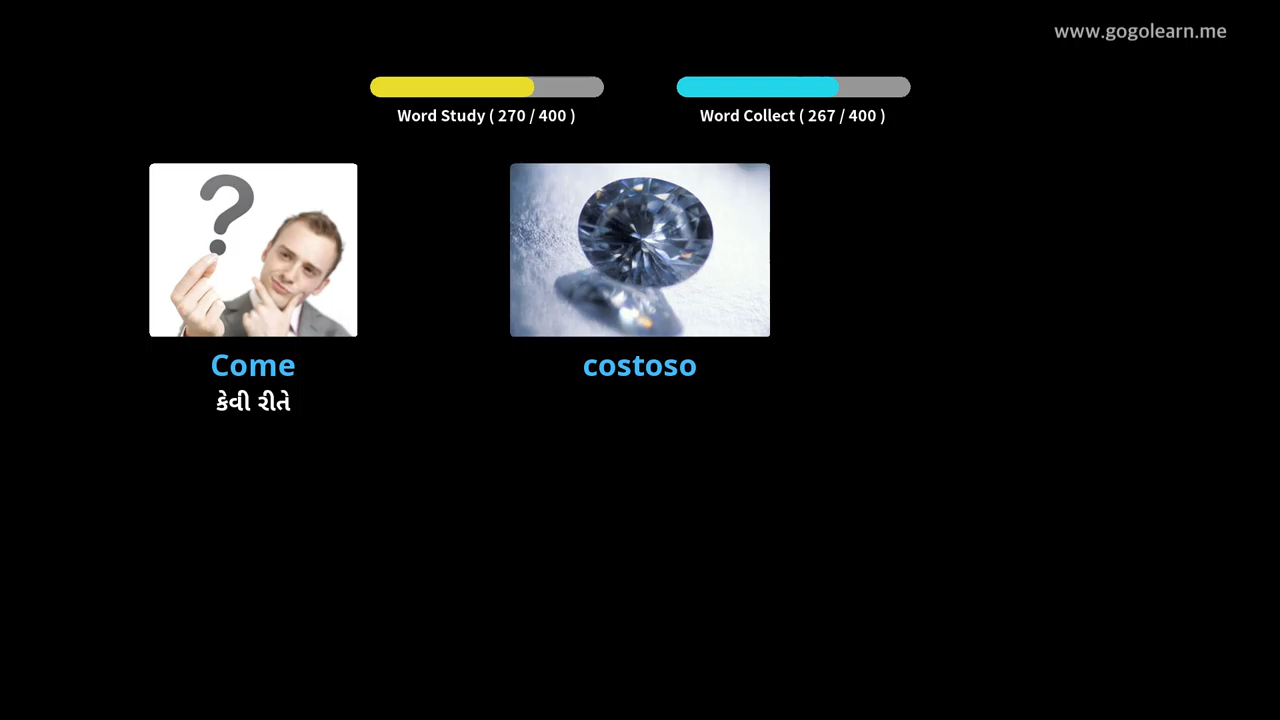 www.gogolearn.me
Word Study ( 270 / 400 )
Word Collect ( 267 / 400 )
Come
કેવી રીતે
costoso